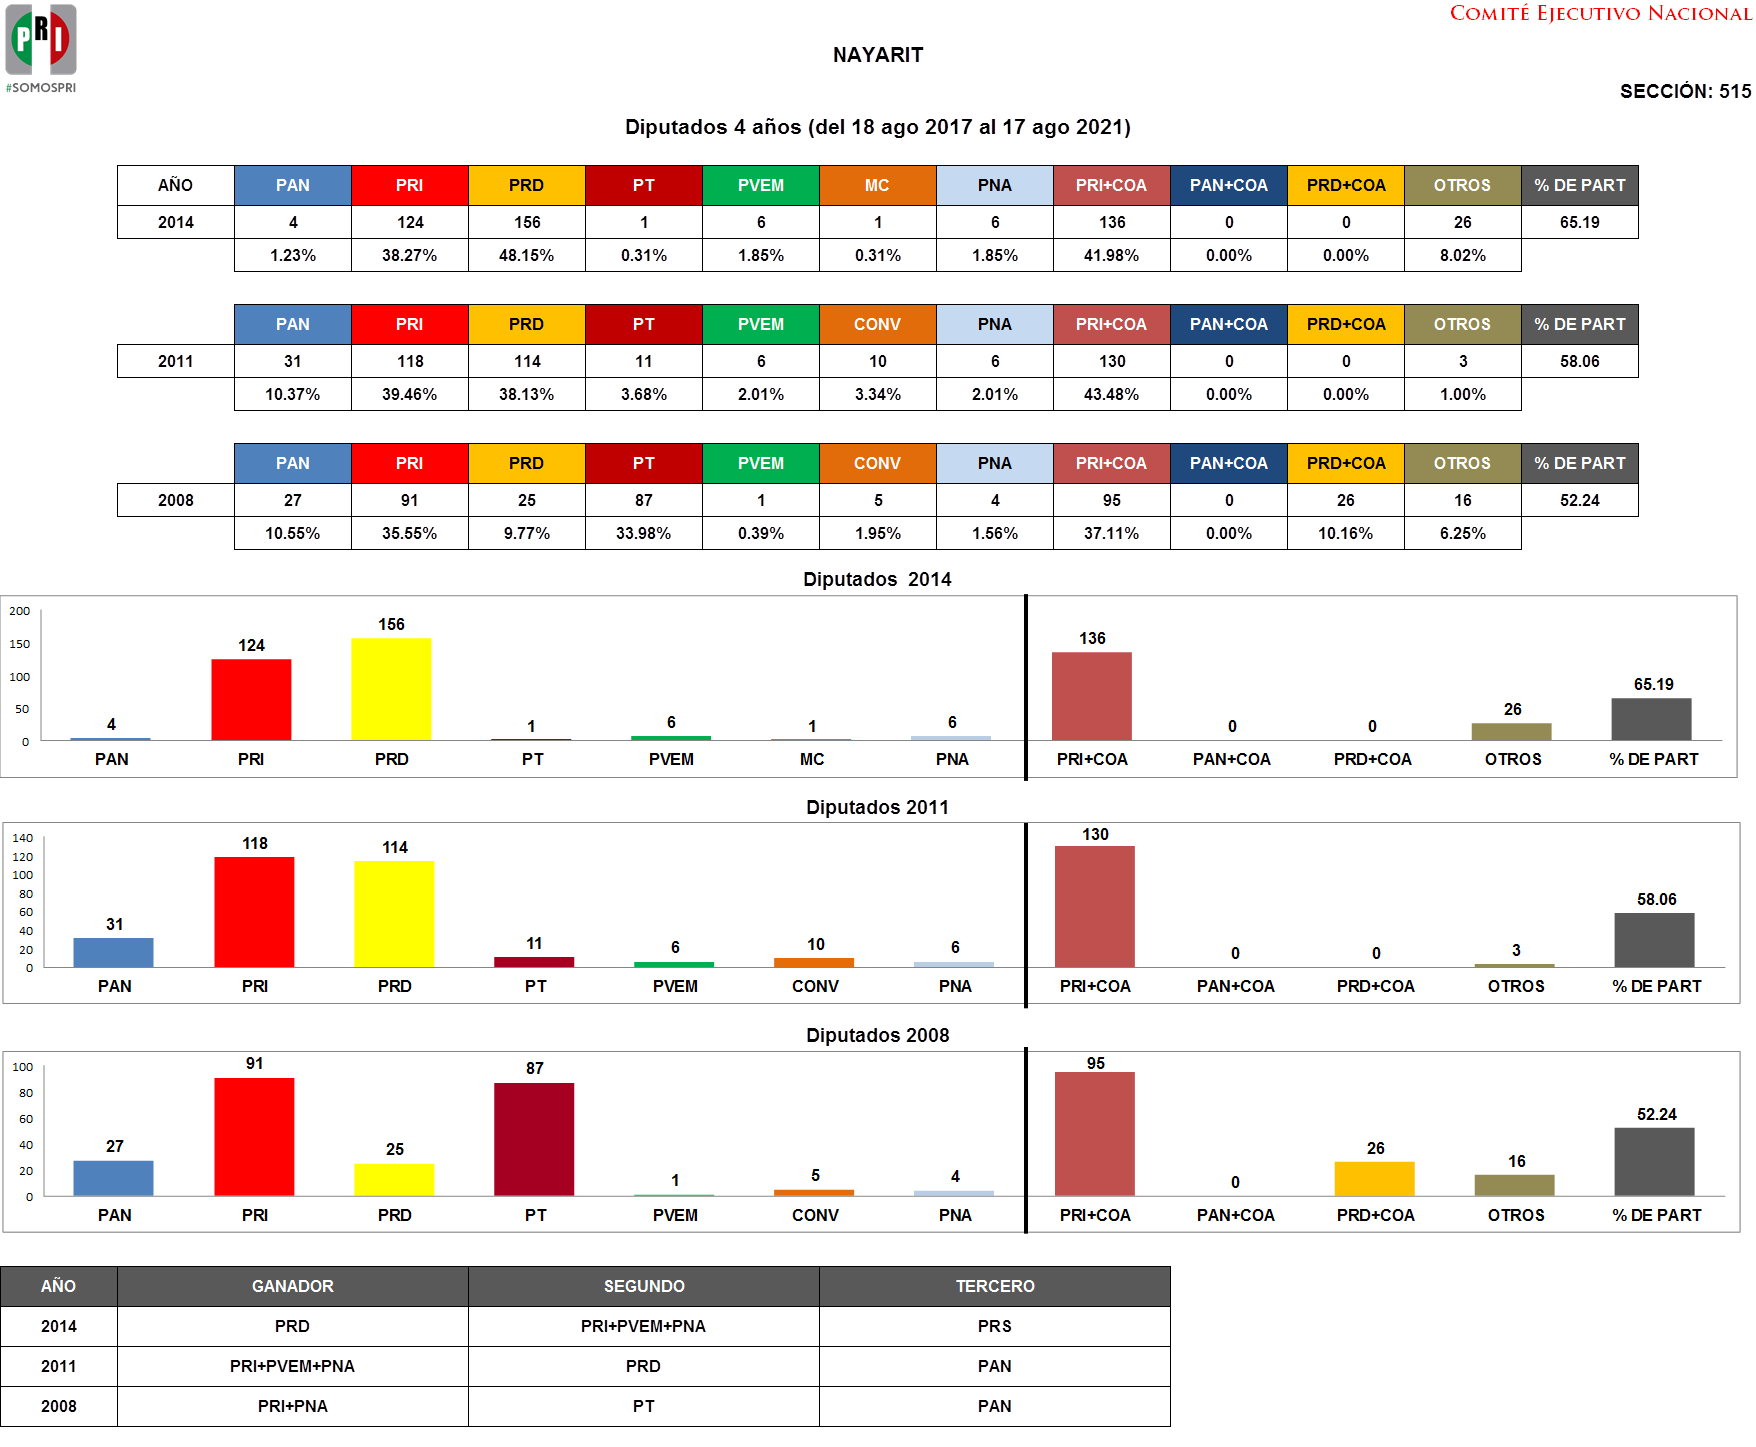 COMITÉ EJECUTIVO NACIONAL
PRI
#SOMOSPRI
NAYARIT
SECCIÓN: 515
Diputados 4 años (del 18 ago 2017 al 17 ago 2021)
AÑO PAN PRI PRD PT PVEM MC PNA PRI+COA PAN+COA PRD+COA OTROS % DE PART
2014 4 124 156 1 6 1 6 136 0 0 26 65.19
1.23% 38.27% 48.15% 0.31% 1.85% 0.31% 1.85% 41.98% 0.00% 0.00% 8.02%
PAN PRI PRD PT PVEM CONV PNA PRI+COA PAN+COA PRD+COA OTROS % DE PART
2011 31 118 114 11 6 10 6 130 0 0 3 58.06
10.37% 39.46% 38.13% 3.68% 2.01% 3.34% 2.01% 43.48% 0.00% 0.00% 1.00%
PAN PRI PRD PT PVEM CONV PNA PRI+COA PAN+COA PRD+COA OTROS % DE PART
2008 27 91 25 87 1 5 4 95 0 26 16 52.24
10.55% 35.55% 9.77% 33.98% 0.39% 1.95% 1.56% 37.11% 0.00% 10.16% 6.25%
Diputados 2014
200
150
100
50
0
4 124 156 1 6 1 6 136 0 0 26 65.19
PAN PRI PRD PT PVEM MC PNA PRI+COA PAN+COA PRD+COA OTROS % DE PART
Diputados 2011
140
120
100
80
60
40
20
0
31 118 114 11 6 10 6 130 0 0 3 58.06
PAN PRI PRD PT PVEM CONV PNA PRI+COA PAN+COA PRD+COA OTROS % DE PART
Diputados 2008
100
80
60
40
20
0
27 91 25 87 1 5 4 95 0 26 16 52.24
PAN PRI PRD PT PVEM CONV PNA PRI+COA PAN+COA PRD+COA OTROS % DE PART
AÑO GANADOR SEGUNDO TERCERO
2014 PRD PRI+PVEM+PNA PRS
2011 PRI+PVEM+PNA PRD PAN
2008 PRI+PNA PT PAN